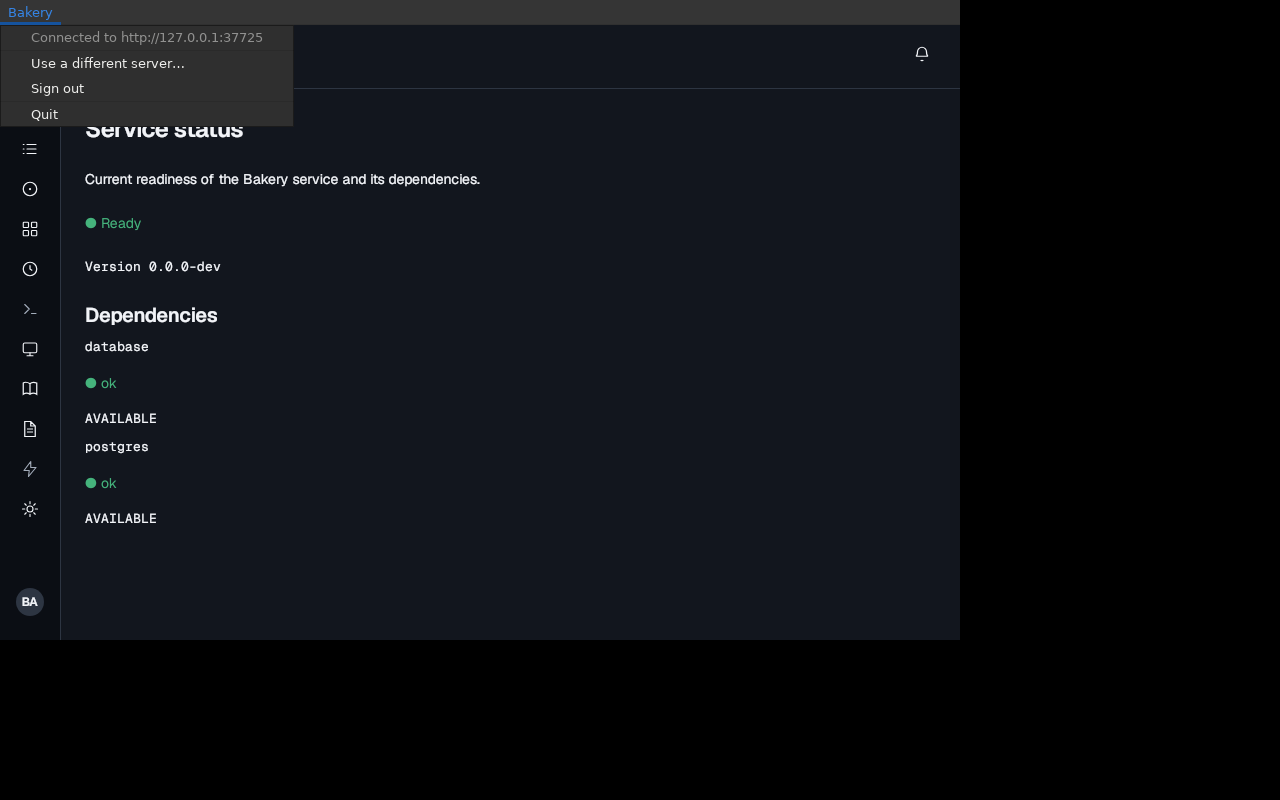 Bakery
Connected to http://127.0.0.1:37725
Use a different server...
Sign out
Quit
Service status
Current readiness of the Bakery service and its dependencies.
Ready
Version 0.0.0-dev
Dependencies
database
ok
AVAILABLE
postgres
ok
AVAILABLE
BA